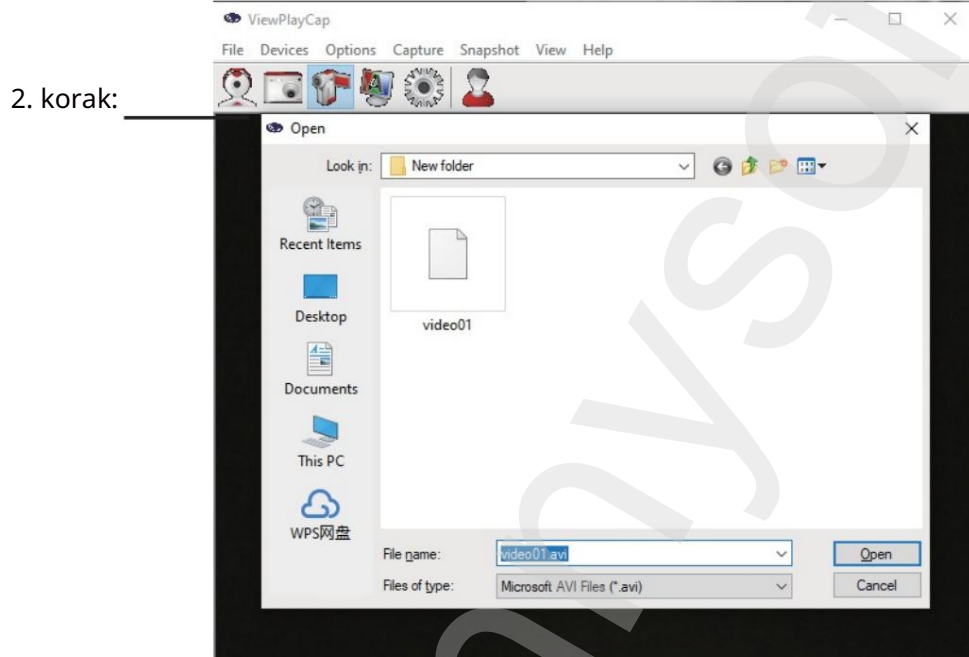 ViewPlayCap
File Devices Options Capture Snapshot View Help
2. korak:
Open
Look in: New folder
Recent Items
Desktop
Documents
This PC
WPS网盘
video01
File name: video01.avi Open
Files of type: Microsoft AVI Files (*.avi) Cancel